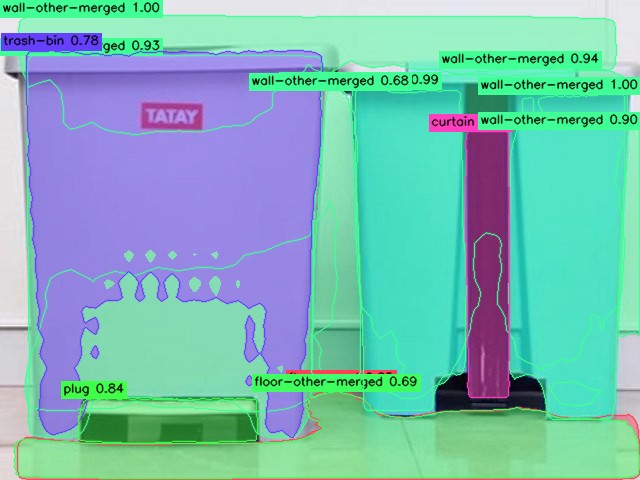 wall-other-merged 1.00
trash-bin 0.78
ged 0.93
wall-other-merged 0.94
wall-other-merged 0.68
0.99
wall-other-merged 1.00
curtain
wall-other-merged 0.90
TATAY
plug 0.84
floor-other-merged 0.69